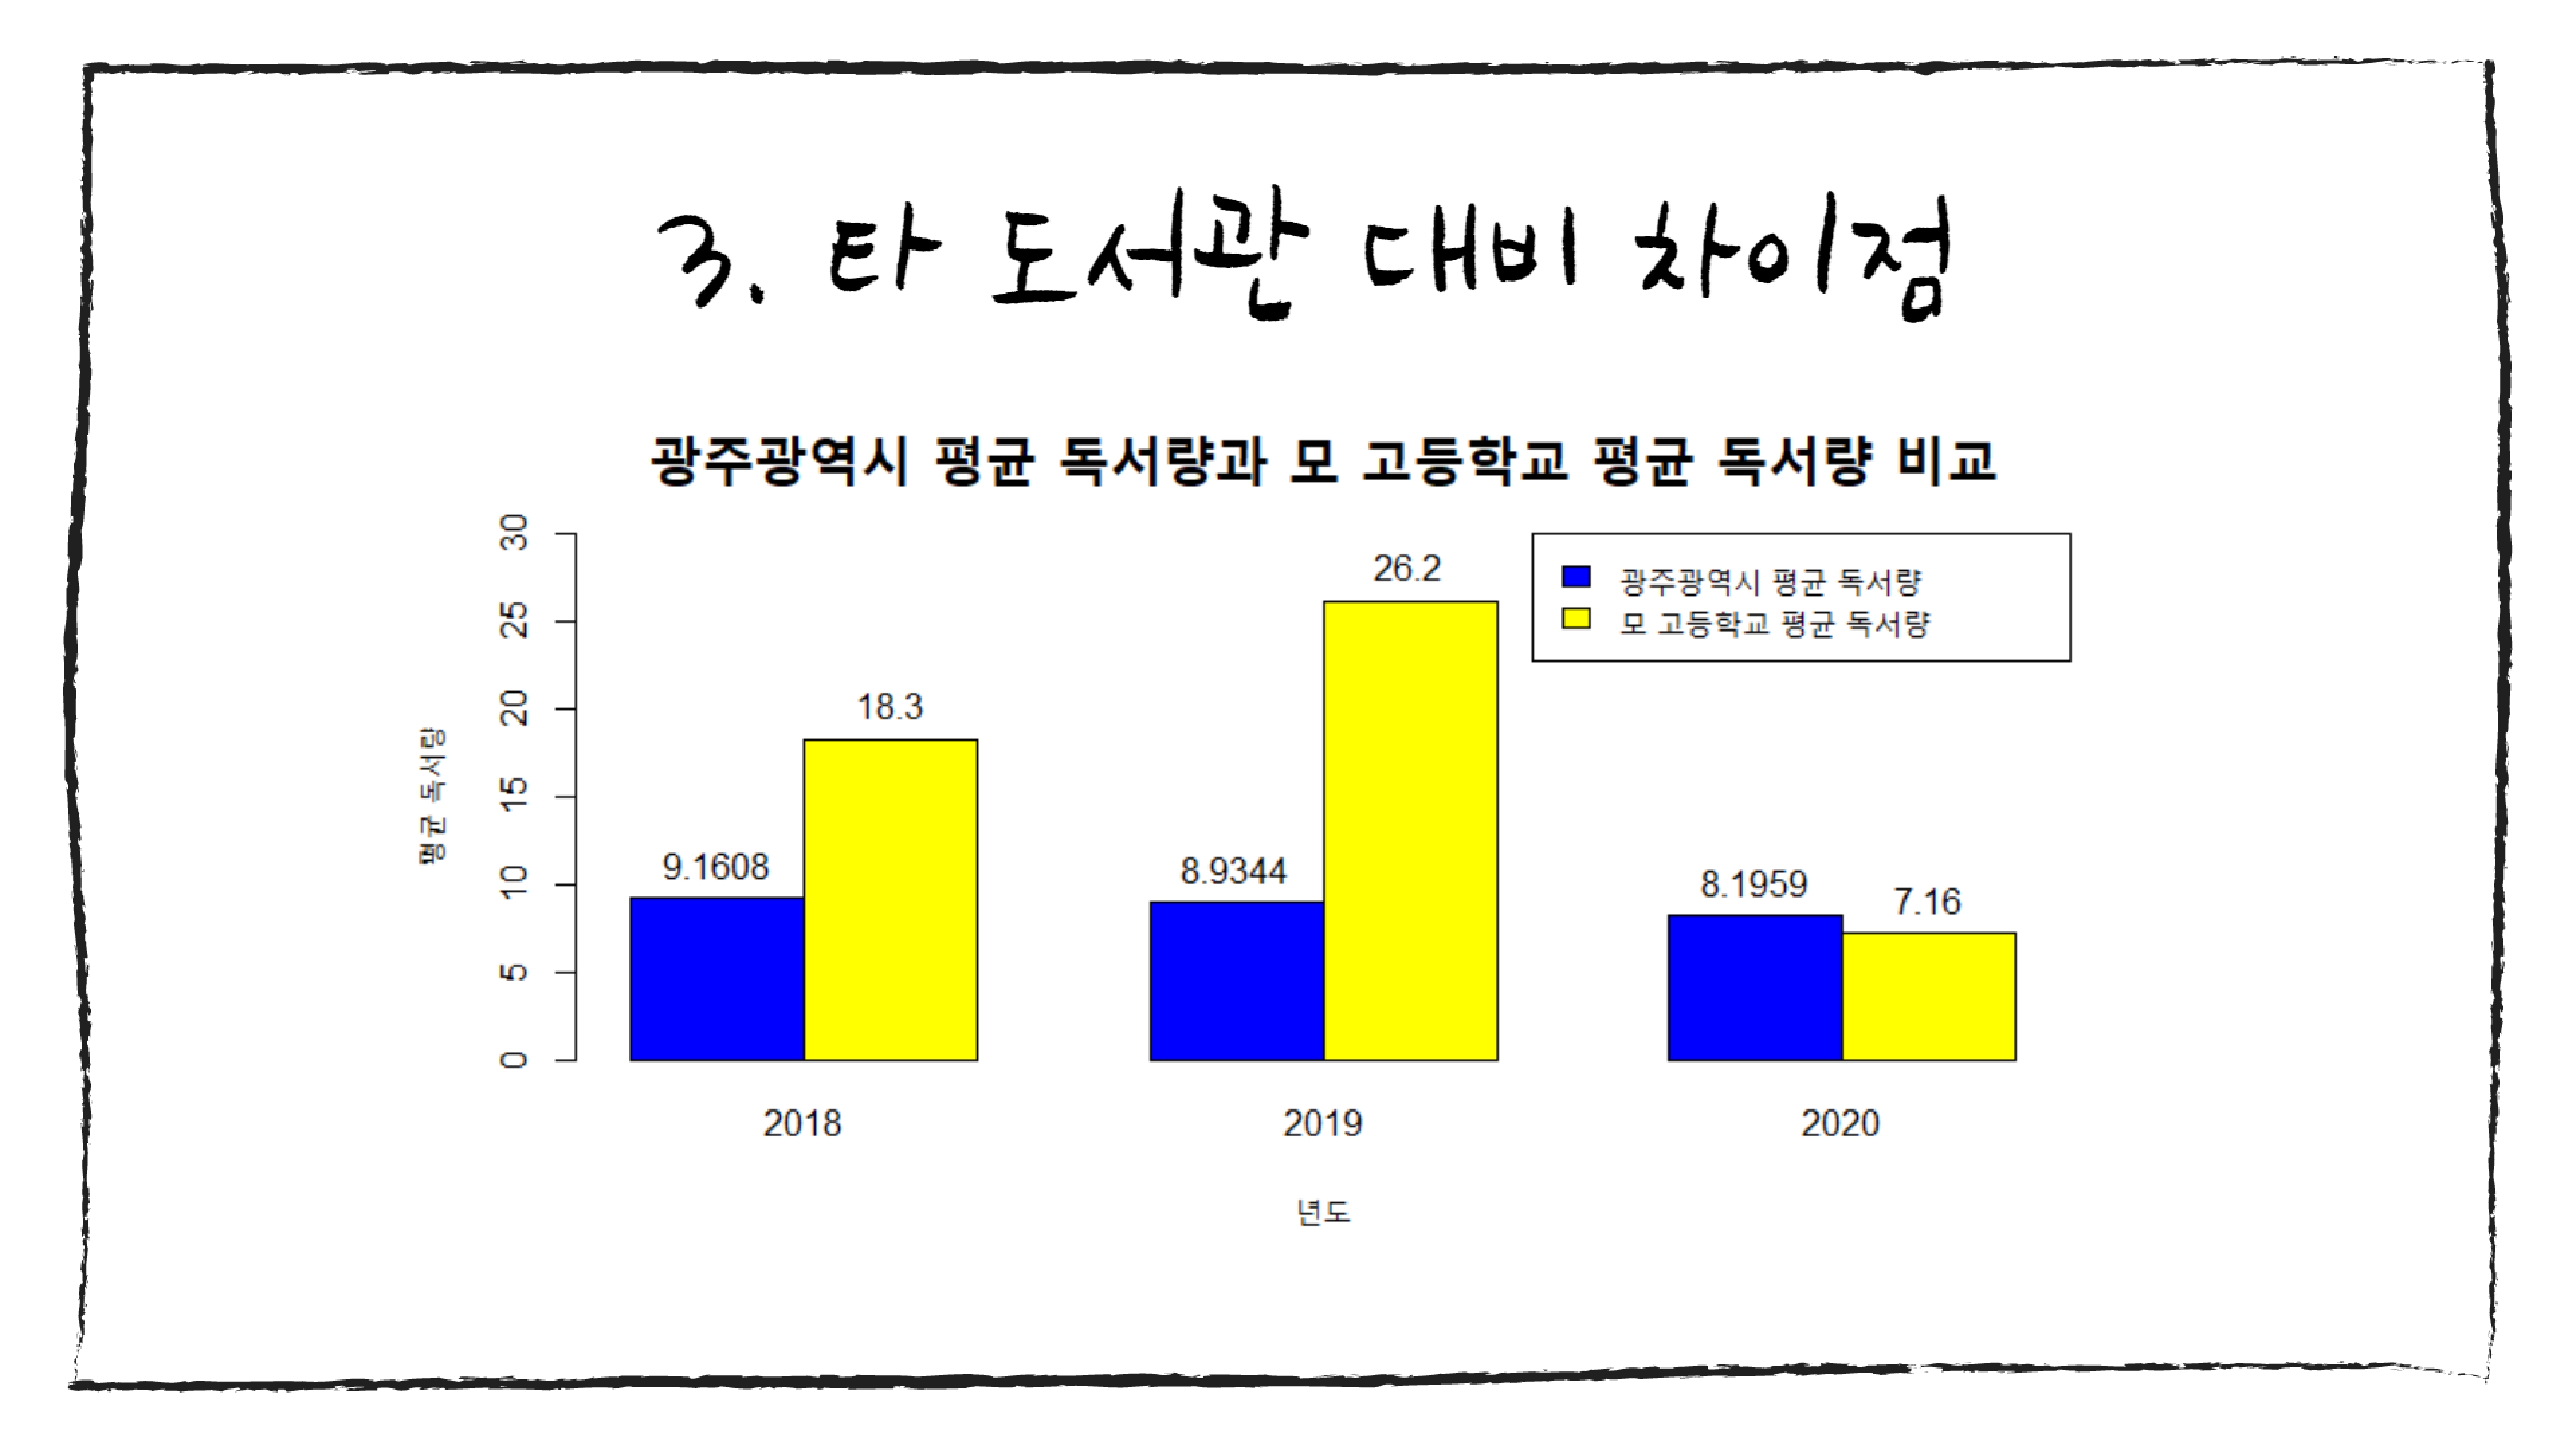 3. 타 도서관 대비 차이점
광주광역시 평균 독서량과 모 고등학교 평균 독서량 비교
광주광역시 평균 독서량
모 고등학교 평균 독서량
평균 독서량
30
25
20
15
10
5
0
9.1608
18.3
8.9344
26.2
8.1959
7.16
2018
2019
2020
년도